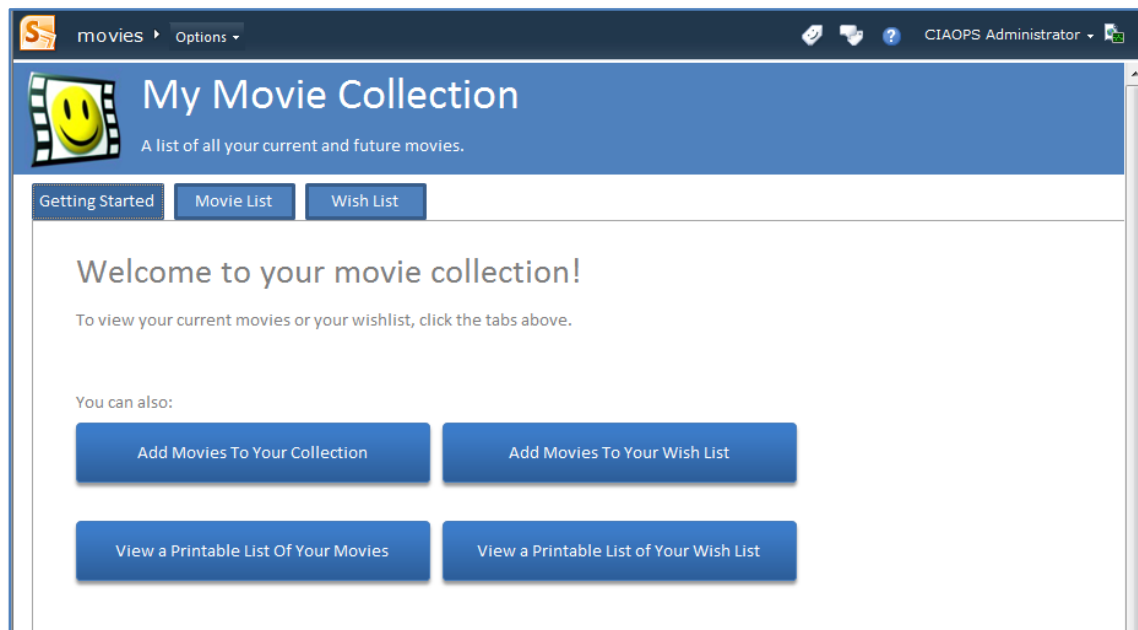 movies Options CIAOPS Administrator
My Movie Collection
A list of all your current and future movies.
Getting Started Movie List Wish List
Welcome to your movie collection!
To view your current movies or your wishlist, click the tabs above.
You can also:
Add Movies To Your Collection Add Movies To Your Wish List
View a Printable List Of Your Movies View a Printable List of Your Wish List